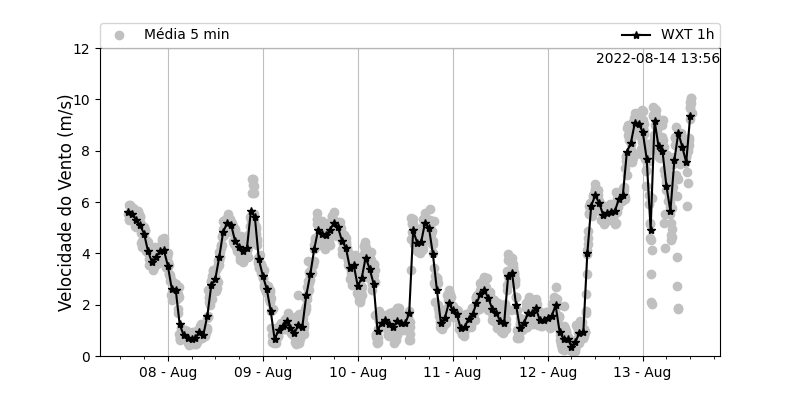 Média 5 min WXT 1h
2022-08-14 13:56
Velocidade do Vento (m/s)
12
10
8
6
4
2
0
08 - Aug 09 - Aug 10 - Aug 11 - Aug 12 - Aug 13 - Aug